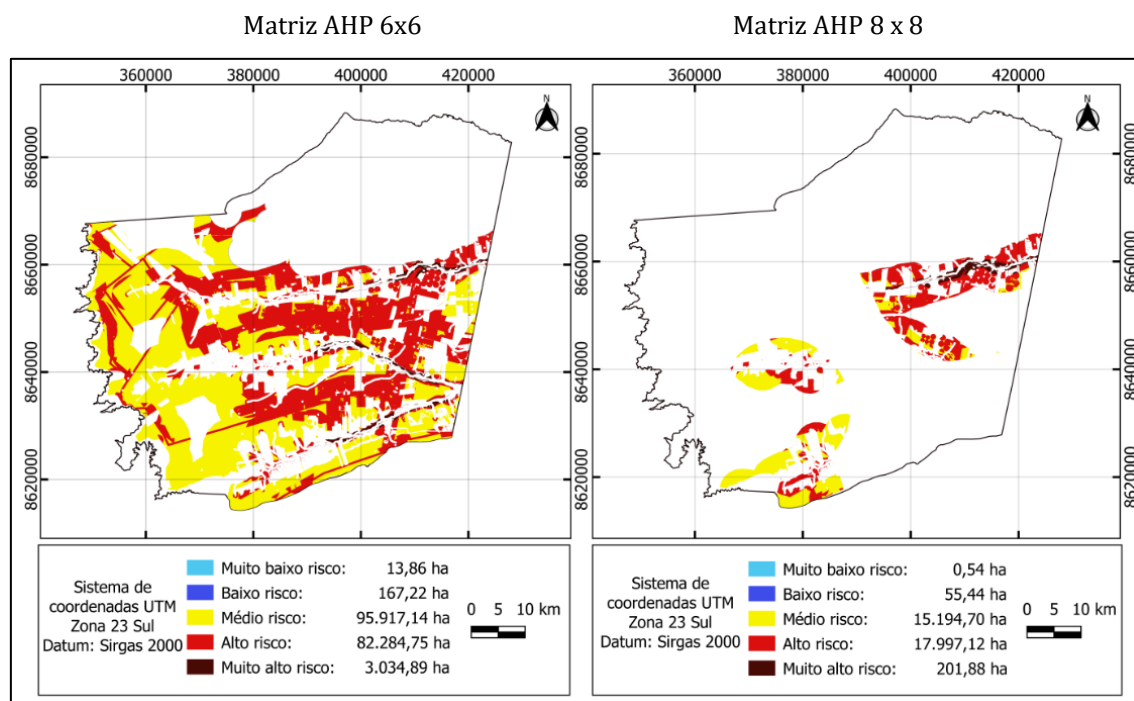 Matriz AHP 6x6
Matriz AHP 8 x 8
360000 380000 400000 420000
N
8680000
8660000
8640000
8620000
360000 380000 400000 420000
N
8680000
8660000
8640000
8620000
Sistema de
coordenadas UTM
Zona 23 Sul
Datum: Sirgas 2000
Muito baixo risco: 13,86 ha
Baixo risco: 167,22 ha
Médio risco: 95.917,14 ha
Alto risco: 82.284,75 ha
Muito alto risco: 3.034,89 ha
0 5 10 km
Sistema de
coordenadas UTM
Zona 23 Sul
Datum: Sirgas 2000
Muito baixo risco: 0,54 ha
Baixo risco: 55,44 ha
Médio risco: 15.194,70 ha
Alto risco: 17.997,12 ha
Muito alto risco: 201,88 ha
0 5 10 km